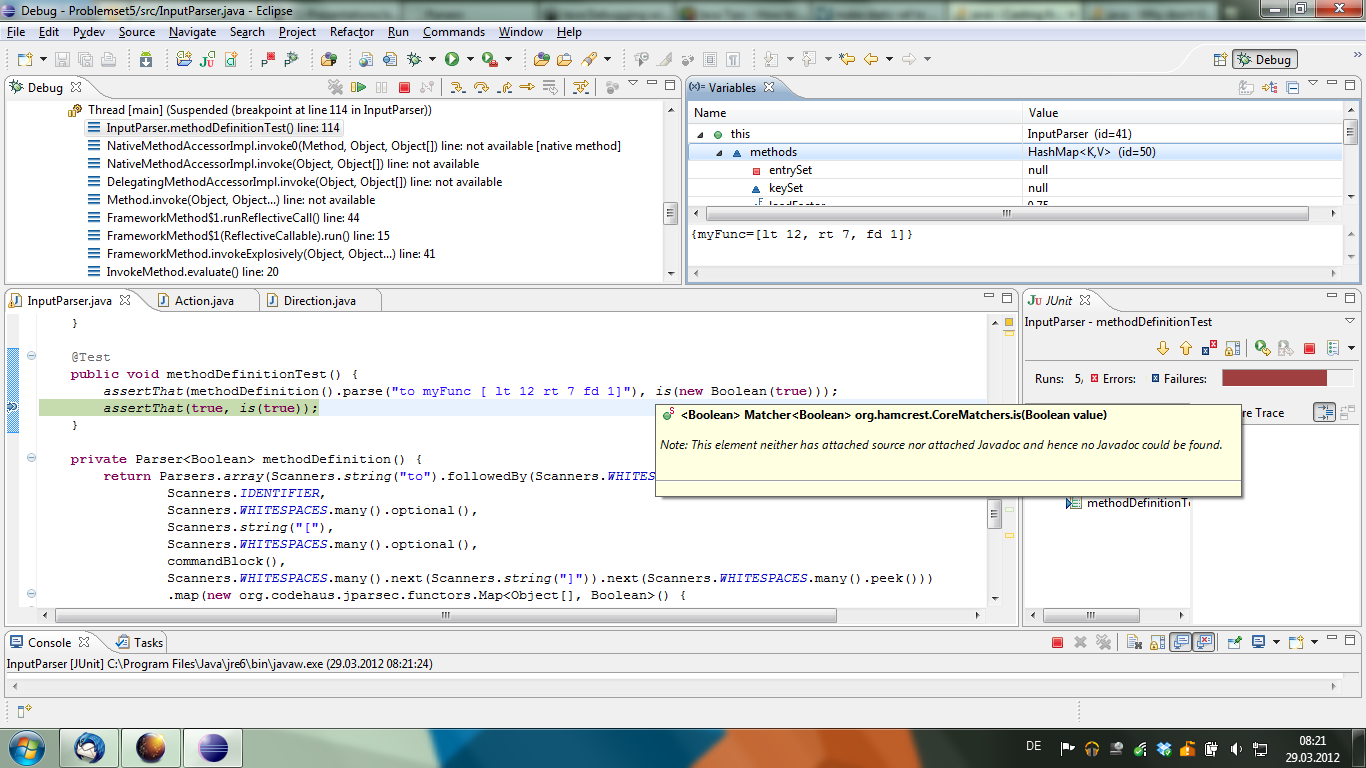 Debug - Problemset5/src/InputParser.java - Eclipse
File Edit Pydev Source Navigate Search Project Refactor Run Commands Window Help
Debug
Debug
Thread [main] (Suspended (breakpoint at line 114 in InputParser))
InputParser.methodDefinitionTest() line: 114
NativeMethodAccessorImpl.invoke0(Method, Object, Object[]) line: not available [native method]
NativeMethodAccessorImpl.invoke(Object, Object[]) line: not available
DelegatingMethodAccessorImpl.invoke(Object, Object[]) line: not available
Method.invoke(Object, Object...) line: not available
FrameworkMethod$1.runReflectiveCall() line: 44
FrameworkMethod$1(ReflectiveCallable).run() line: 15
FrameworkMethod.invokeExplosively(Object, Object...) line: 41
InvokeMethod.evaluate() line: 20
(x)= Variables
Name Value
this InputParser (id=41)
methods HashMap<K,V> (id=50)
entrySet null
keySet null
{myFunc=[lt 12, rt 7, fd 1]}
InputParser.java Action.java Direction.java
}
@Test
public void methodDefinitionTest() {
assertThat(methodDefinition().parse("to myFunc [ lt 12 rt 7 fd 1]"), is(new Boolean(true)));
assertThat(true, is(true));
}
private Parser<Boolean> methodDefinition() {
return Parsers.array(Scanners.string("to").followedBy(Scanners.WHITES
Scanners.IDENTIFIER,
Scanners.WHITESPACES.many().optional(),
Scanners.string("["),
Scanners.WHITESPACES.many().optional(),
commandBlock(),
Scanners.WHITESPACES.many().next(Scanners.string("]")).next(Scanners.WHITESPACES.many().peek()))
.map(new org.codehaus.jparsec.functors.Map<Object[], Boolean>() {
<Boolean> Matcher<Boolean> org.hamcrest.CoreMatchers.is(Boolean value)
Note: This element neither has attached source nor attached Javadoc and hence no Javadoc could be found.
JUnit
InputParser - methodDefinitionTest
Runs: 5, Errors: Failures:
re Trace
methodDefinitionT
Console Tasks
InputParser [JUnit] C:\Program Files\Java\jre6\bin\javaw.exe (29.03.2012 08:21:24)
DE
08:21
29.03.2012